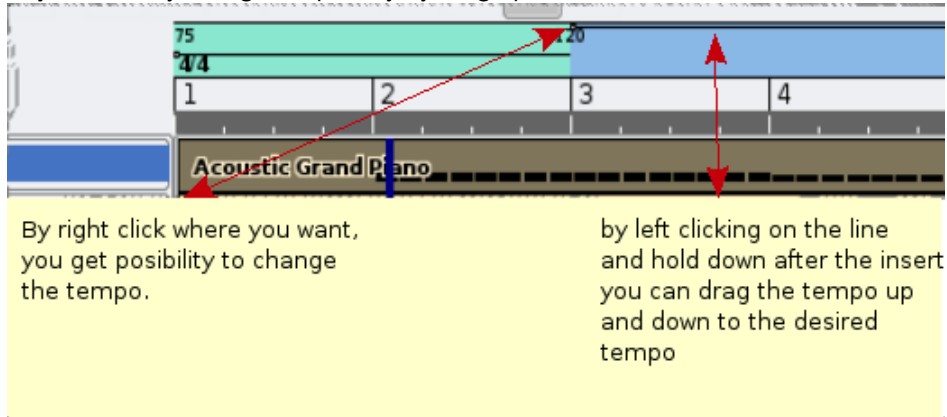 75
120
4/4
1 2 3 4
Acoustic Grand Piano
By right click where you want,
you get posibility to change
the tempo.
by left clicking on the line
and hold down after the insert
you can drag the tempo up
and down to the desired
tempo